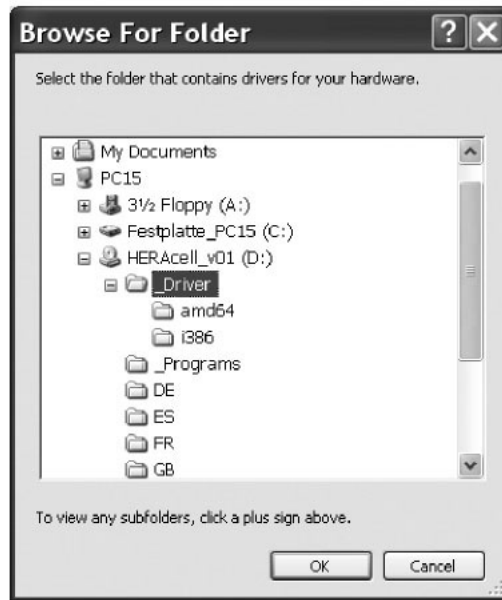 Browse For Folder
Select the folder that contains drivers for your hardware.
My Documents
PC15
3½ Floppy (A:)
Festplatte_PC15 (C:)
HERAcell_v01 (D:)
_Driver
amd64
i386
_Programs
DE
ES
FR
GB
To view any subfolders, click a plus sign above.
OK Cancel